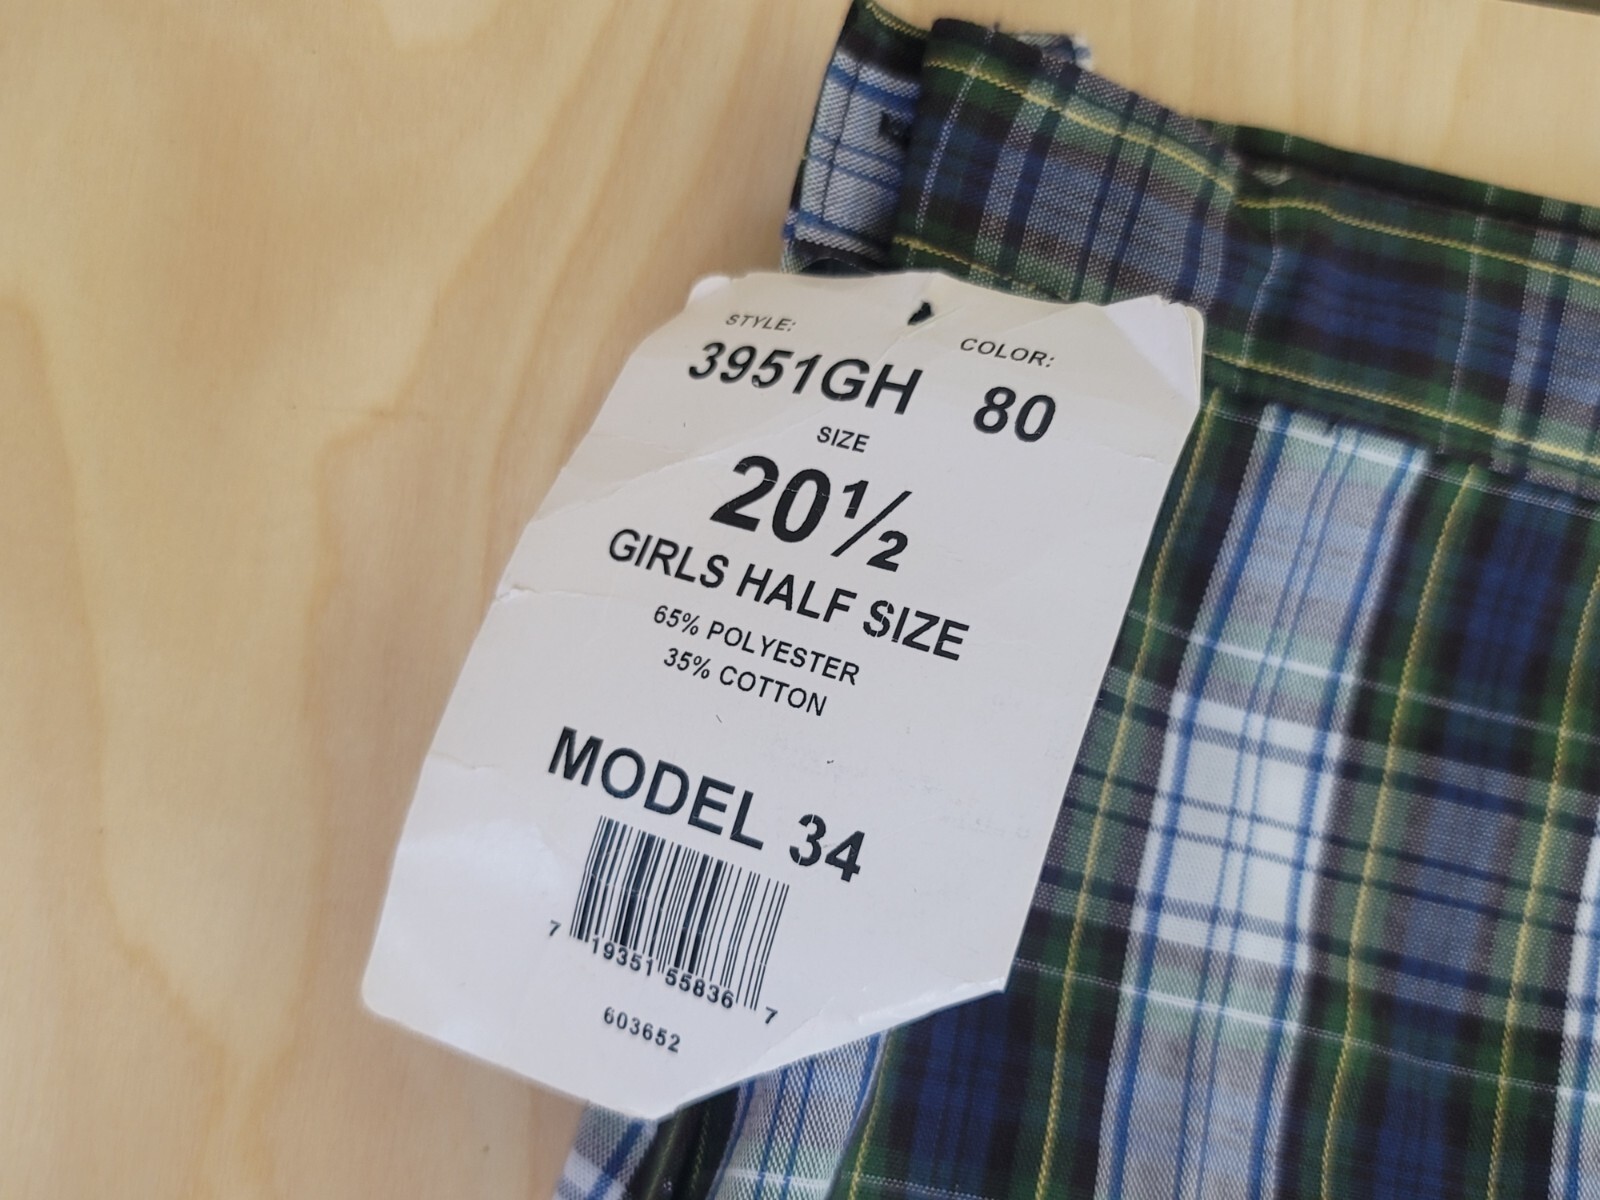 STYLE:
COLOR:
3951GH
80
SIZE
20½
GIRLS HALF SIZE
65% POLYESTER
35% COTTON
MODEL 34
7 19351 55836 7
603652